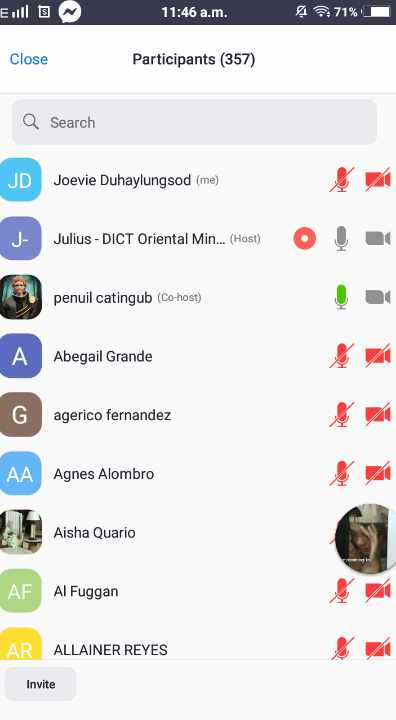 E 11:46 a.m. 71%
Close Participants (357)
Search
JD Joevie Duhaylungsod (me)
J- Julius - DICT Oriental Min... (Host)
penuil catingub (Co-host)
A Abegail Grande
G agerico fernandez
AA Agnes Alombro
Aisha Quario
AF Al Fuggan
AR ALLAINER REYES
Invite